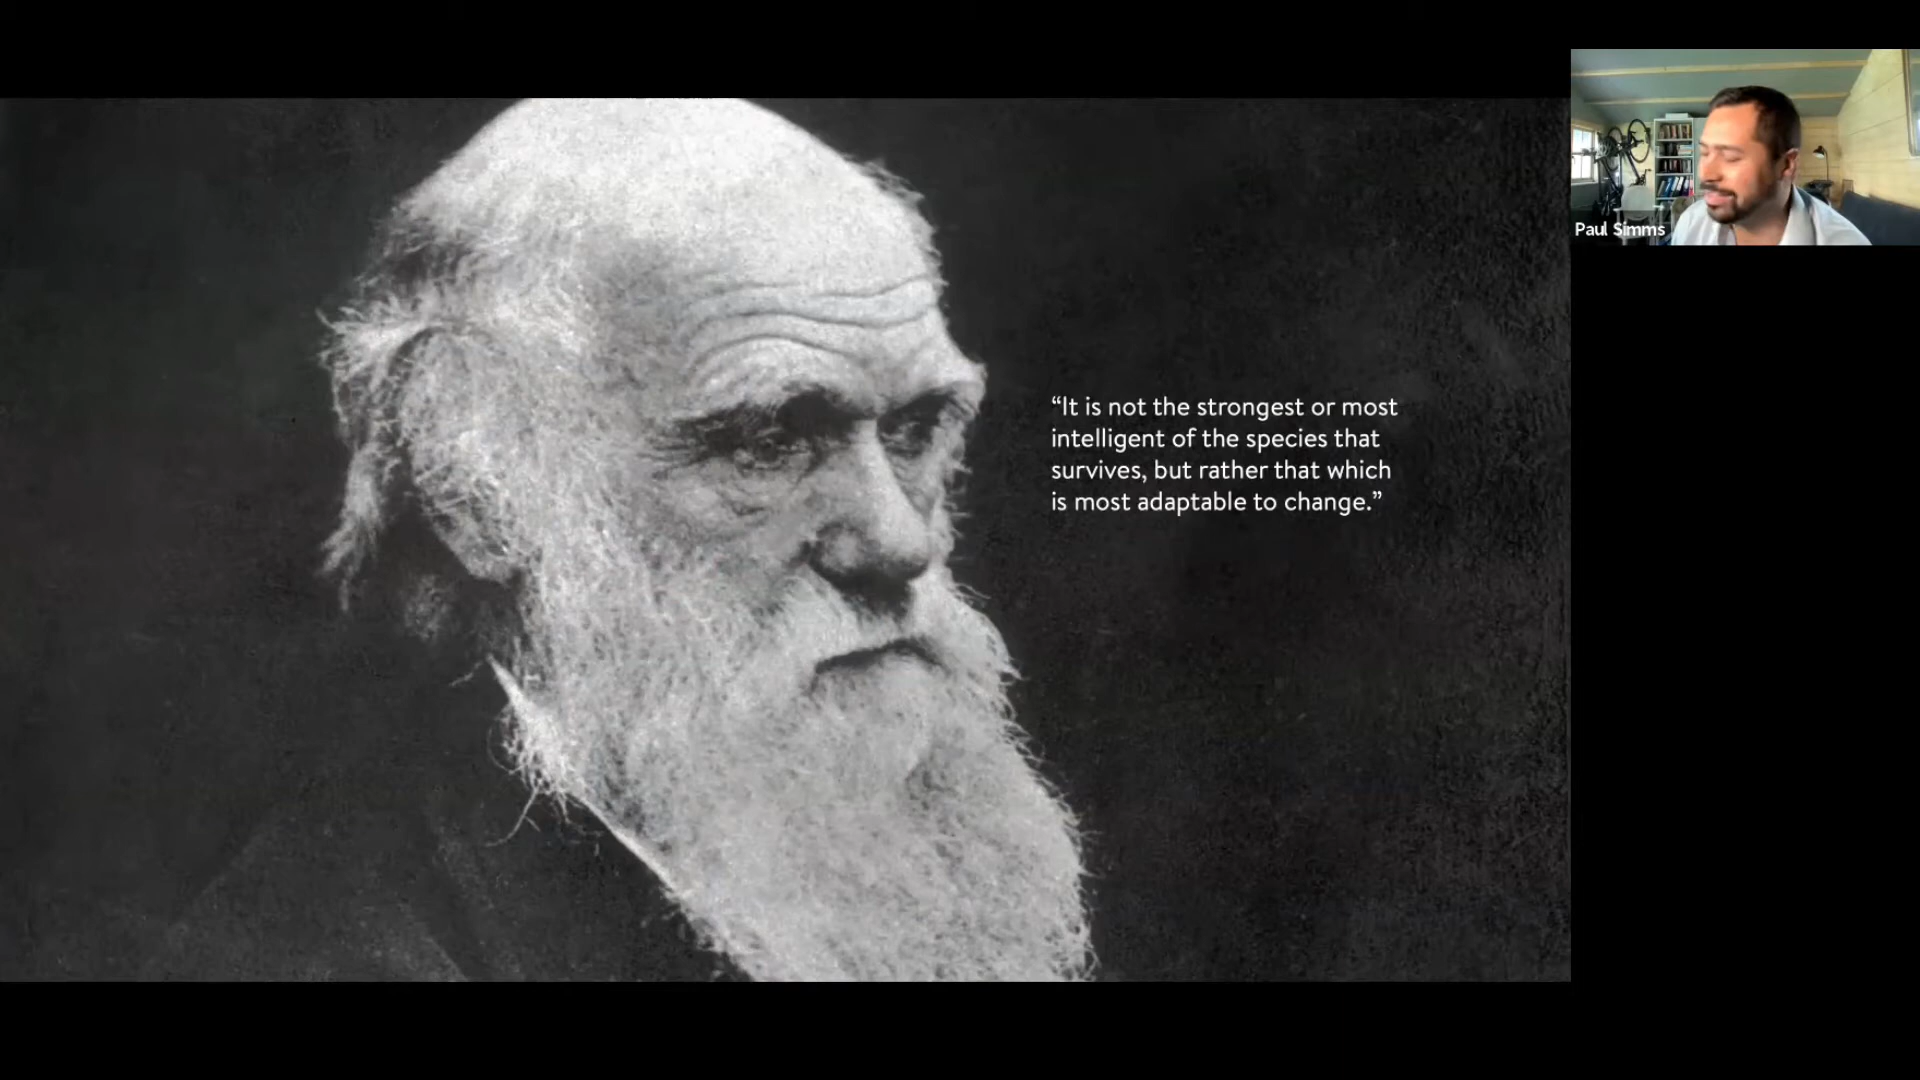 “It is not the strongest or most
intelligent of the species that
survives, but rather that which
is most adaptable to change.”
Paul Simms